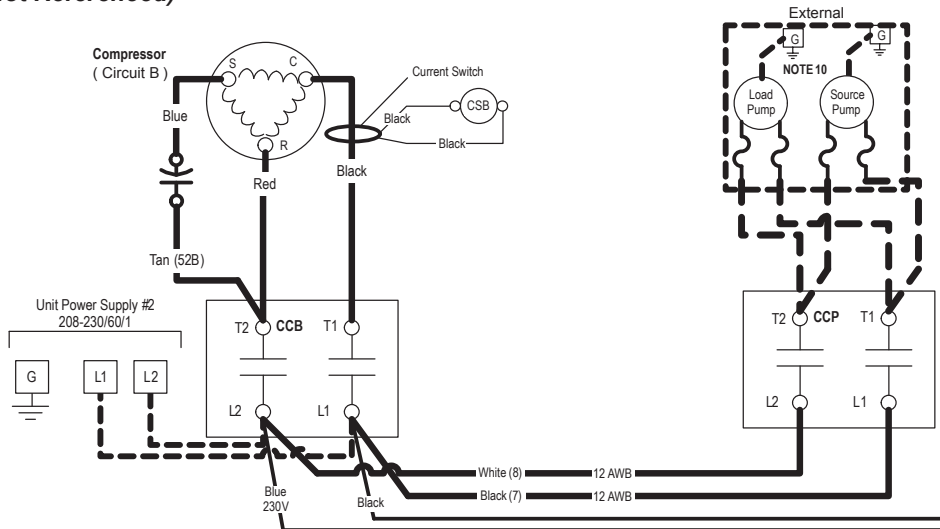 External
Compressor
( Circuit B )
S
C
R
Current Switch
CSB
Black
Black
G
G
NOTE 10
Load
Pump
Source
Pump
Blue
Red
Black
Tan (52B)
Unit Power Supply #2
208-230/60/1
G
L1
L2
T2
CCB
T1
L2
L1
T2
CCP
T1
L2
L1
White (8)
12 AWB
Black (7)
12 AWB
Blue
230V
Black